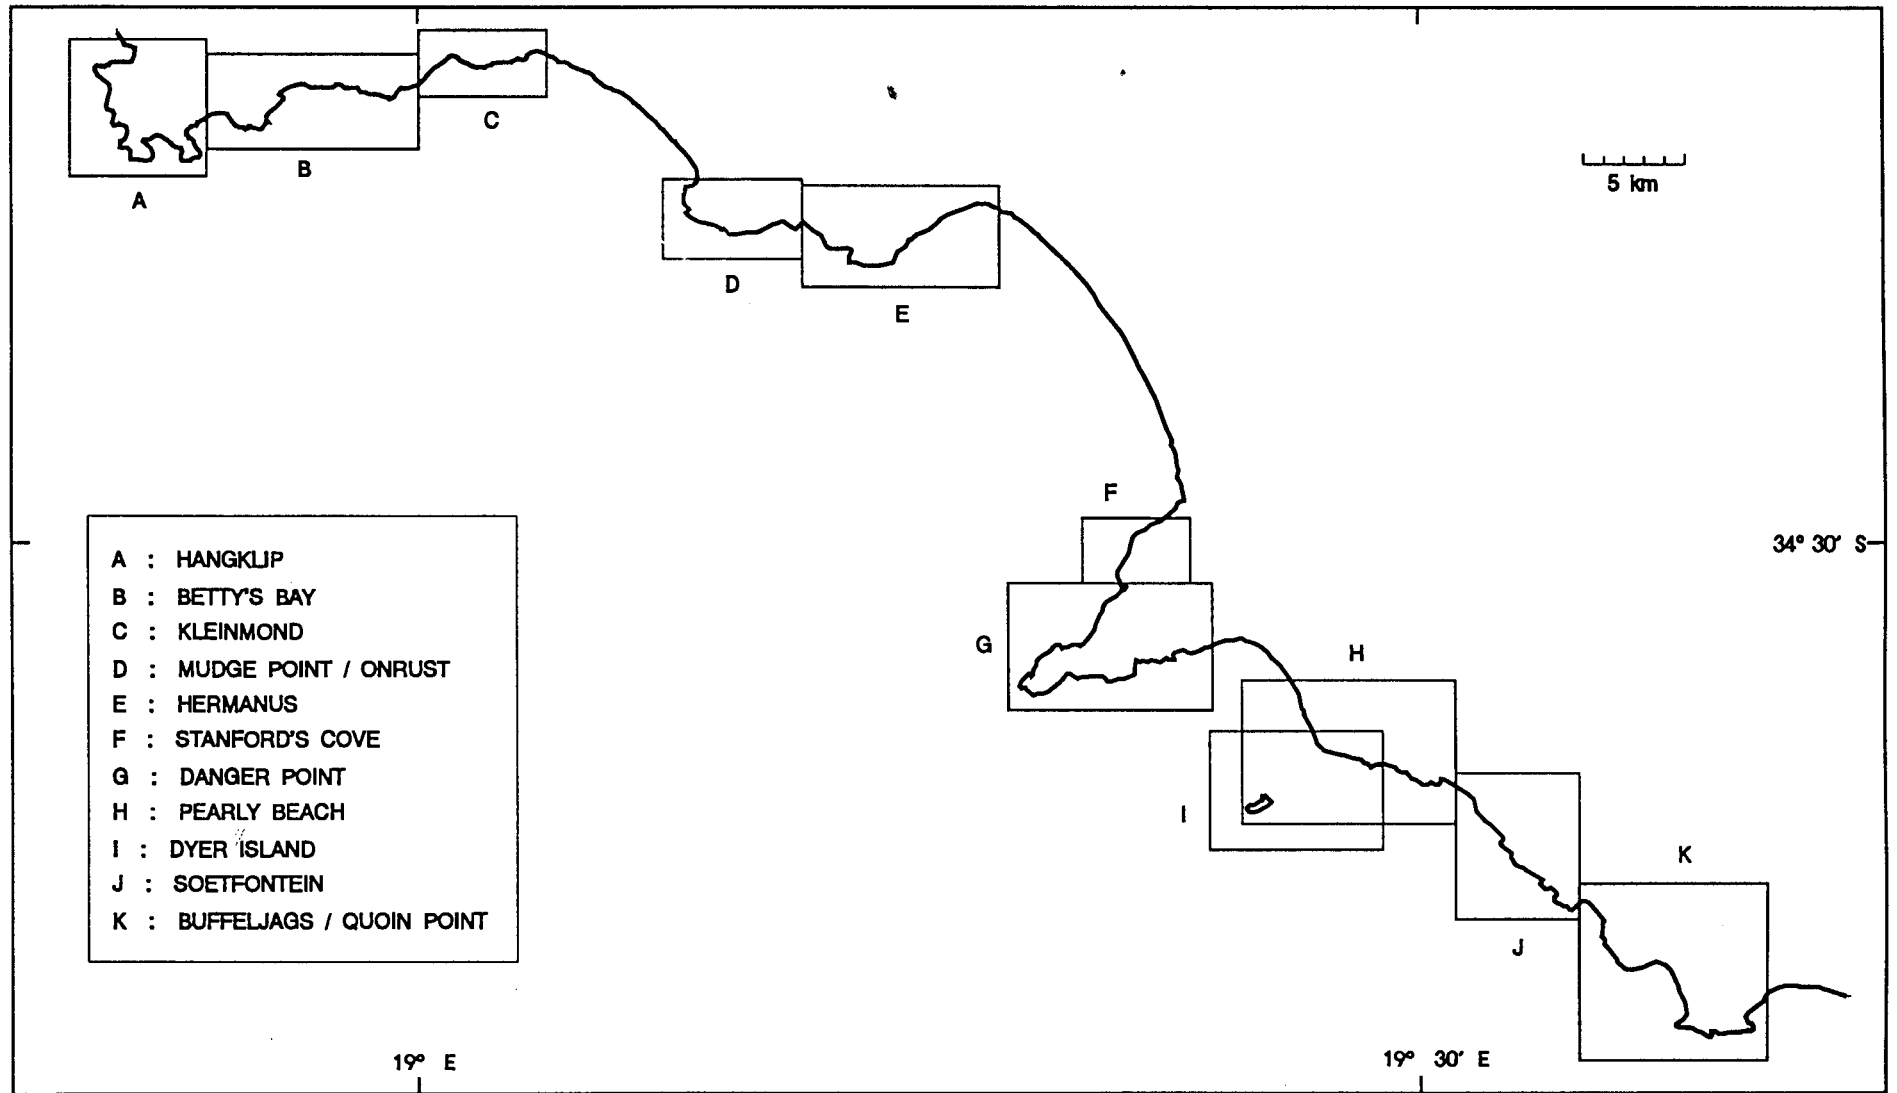 C
B
A
5 km
D
E
F
34° 30' S
G
H
I
K
J
A : HANGKLIP
B : BETTY'S BAY
C : KLEINMOND
D : MUDGE POINT / ONRUST
E : HERMANUS
F : STANFORD'S COVE
G : DANGER POINT
H : PEARLY BEACH
I : DYER ISLAND
J : SOETFONTEIN
K : BUFFELJAGS / QUOIN POINT
19° E
19° 30' E